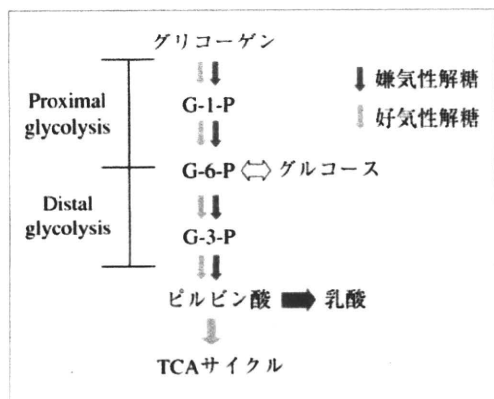 グリコーゲン
嫌気性解糖
Proximal
glycolysis
G-1-P
好気性解糖
G-6-P
グルコース
Distal
glycolysis
G-3-P
ピルビン酸
乳酸
TCAサイクル